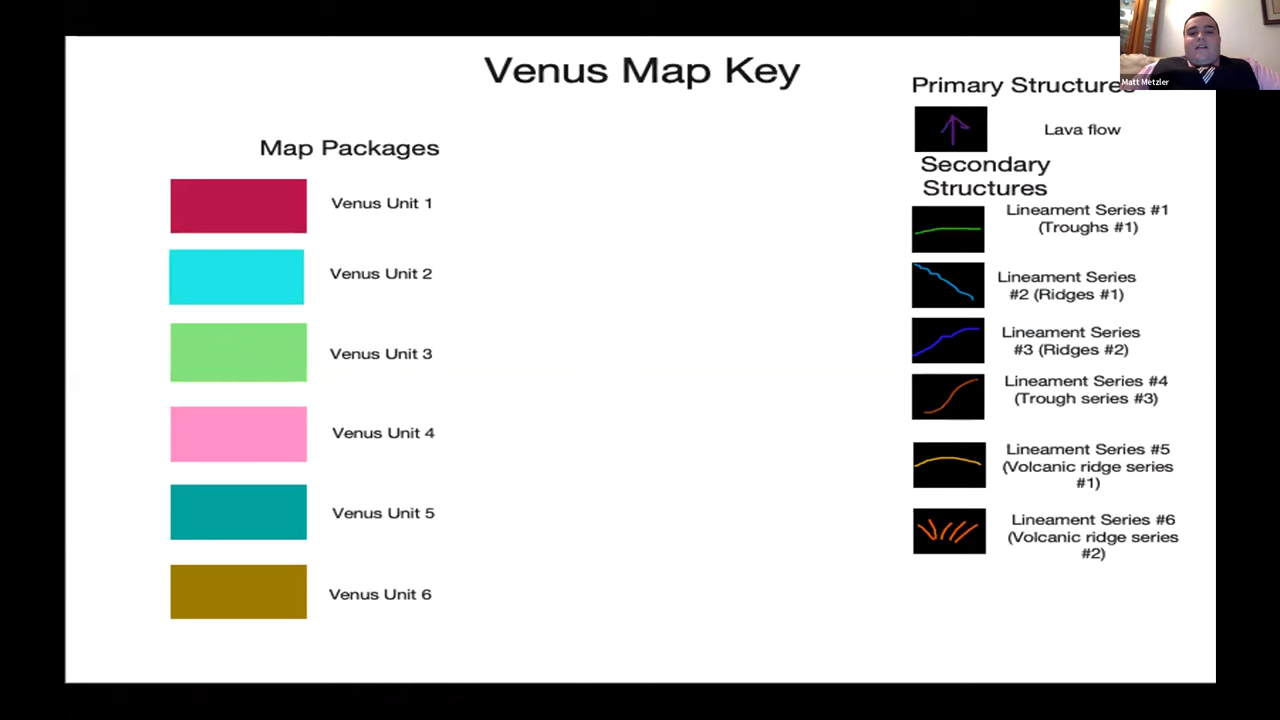 Venus Map Key
Map Packages
Venus Unit 1
Venus Unit 2
Venus Unit 3
Venus Unit 4
Venus Unit 5
Venus Unit 6
Primary Structures
Lava flow
Secondary
Structures
Lineament Series #1
(Troughs #1)
Lineament Series
#2 (Ridges #1)
Lineament Series
#3 (Ridges #2)
Lineament Series #4
(Trough series #3)
Lineament Series #5
(Volcanic ridge series
#1)
Lineament Series #6
(Volcanic ridge series
#2)
Matt Metzler